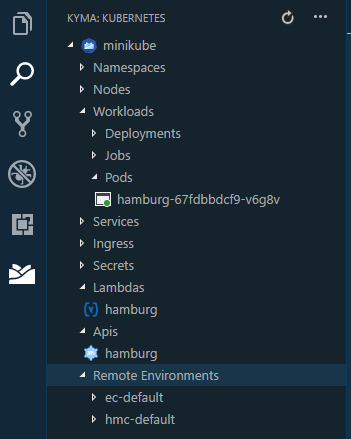 KYMA: KUBERNETES
minikube
Namespaces
Nodes
Workloads
Deployments
Jobs
Pods
hamburg-67fdbbdcf9-v6g8v
Services
Ingress
Secrets
Lambdas
hamburg
Apis
hamburg
Remote Environments
ec-default
hmc-default